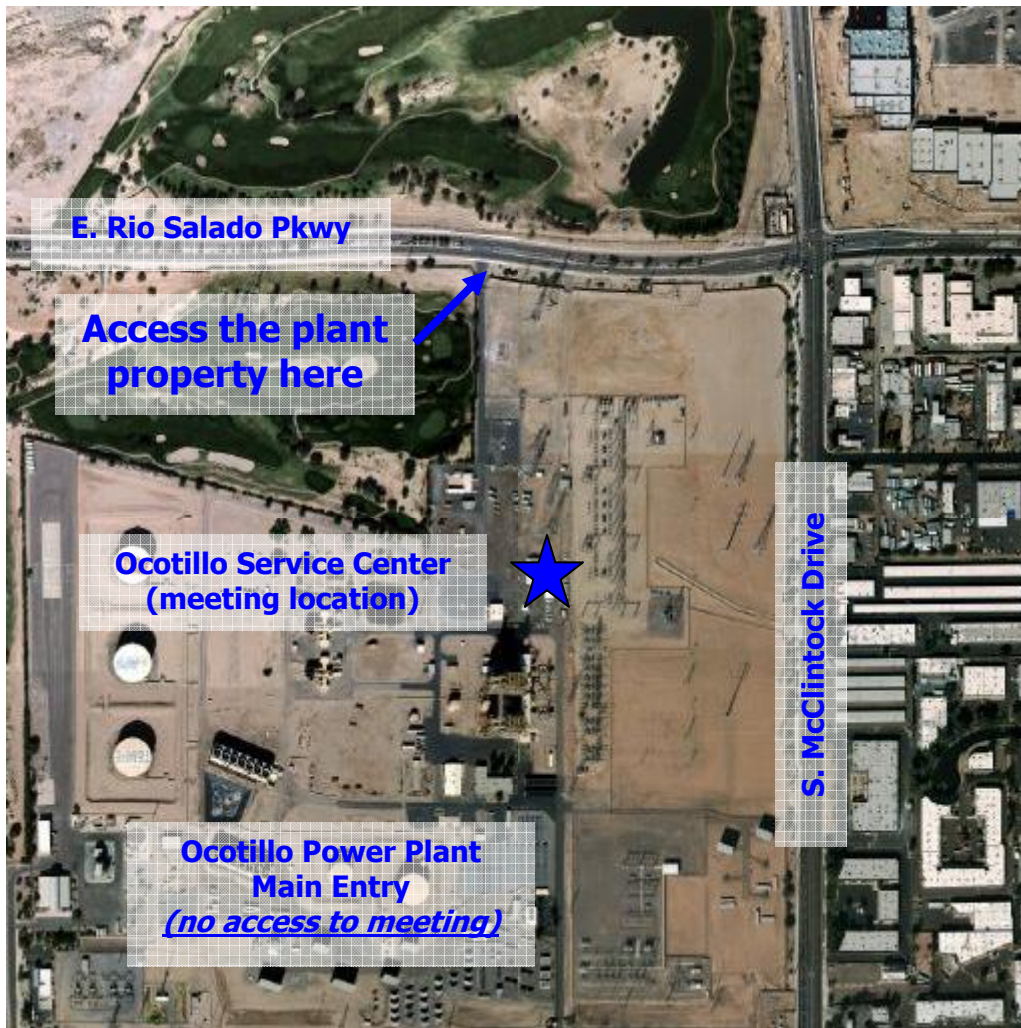 E. Rio Salado Pkwy
Access the plant
property here
Ocotillo Service Center
(meeting location)
S. McClintock Drive
Ocotillo Power Plant
Main Entry
(no access to meeting)